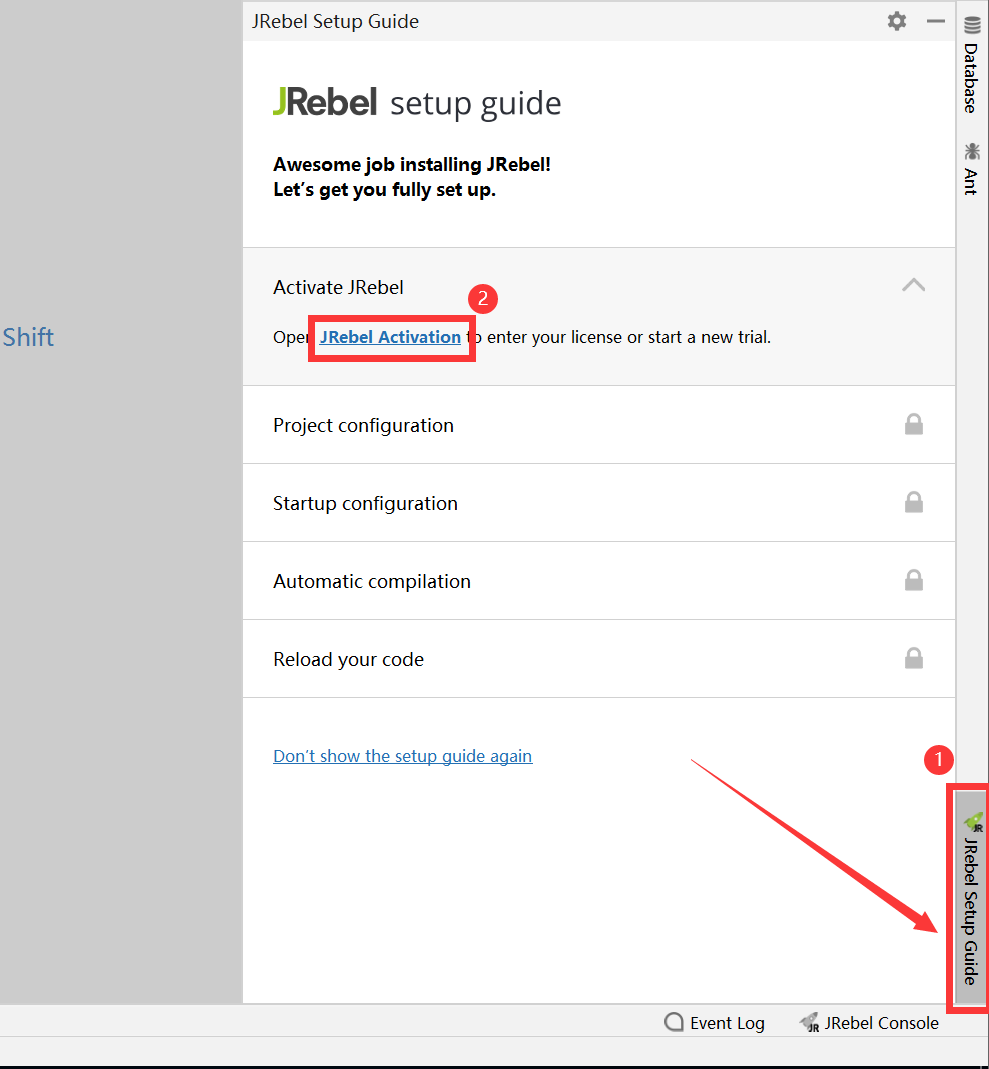 JRebel Setup Guide
JRebel setup guide
Awesome job installing JRebel!
Let's get you fully set up.
Activate JRebel
2
Open JRebel Activation to enter your license or start a new trial.
Shift
Project configuration
Startup configuration
Automatic compilation
Reload your code
Don't show the setup guide again
Database
Ant
1
JR
JRebel Setup Guide
Event Log
JR
JRebel Console